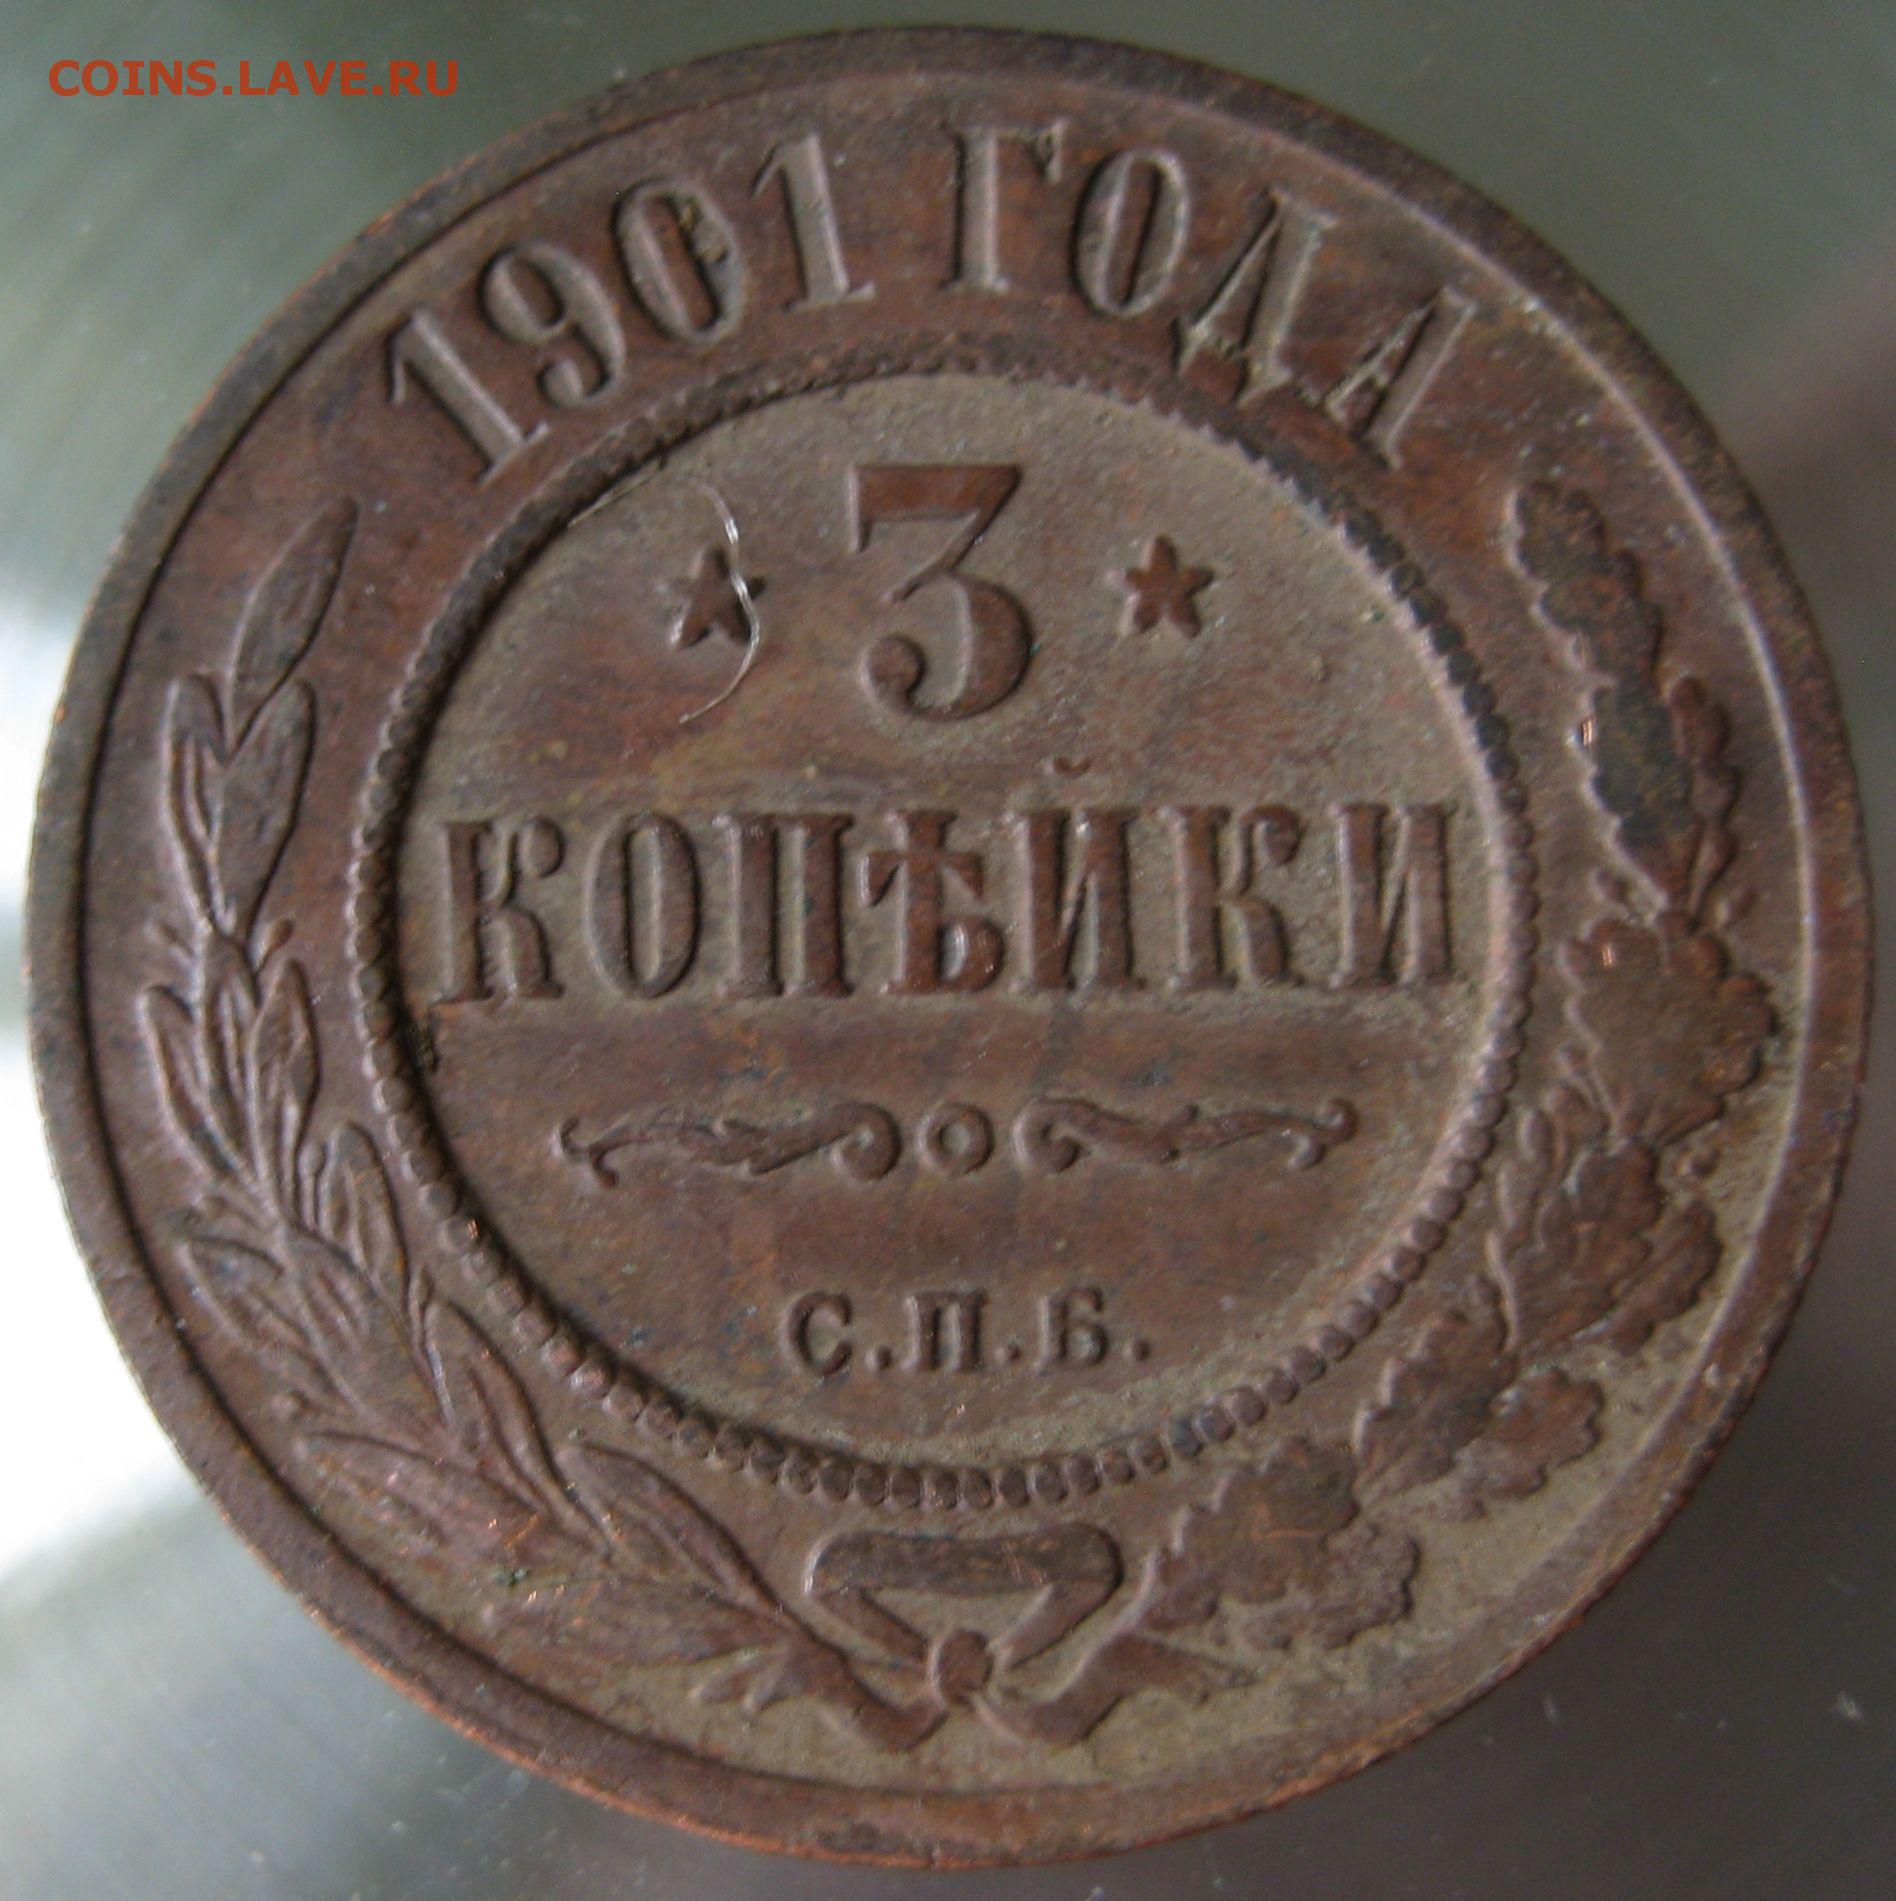 COINS.LAVE.RU
1901 ГОДА
* 3 *
КОПѢЙКИ
С.П.Б.